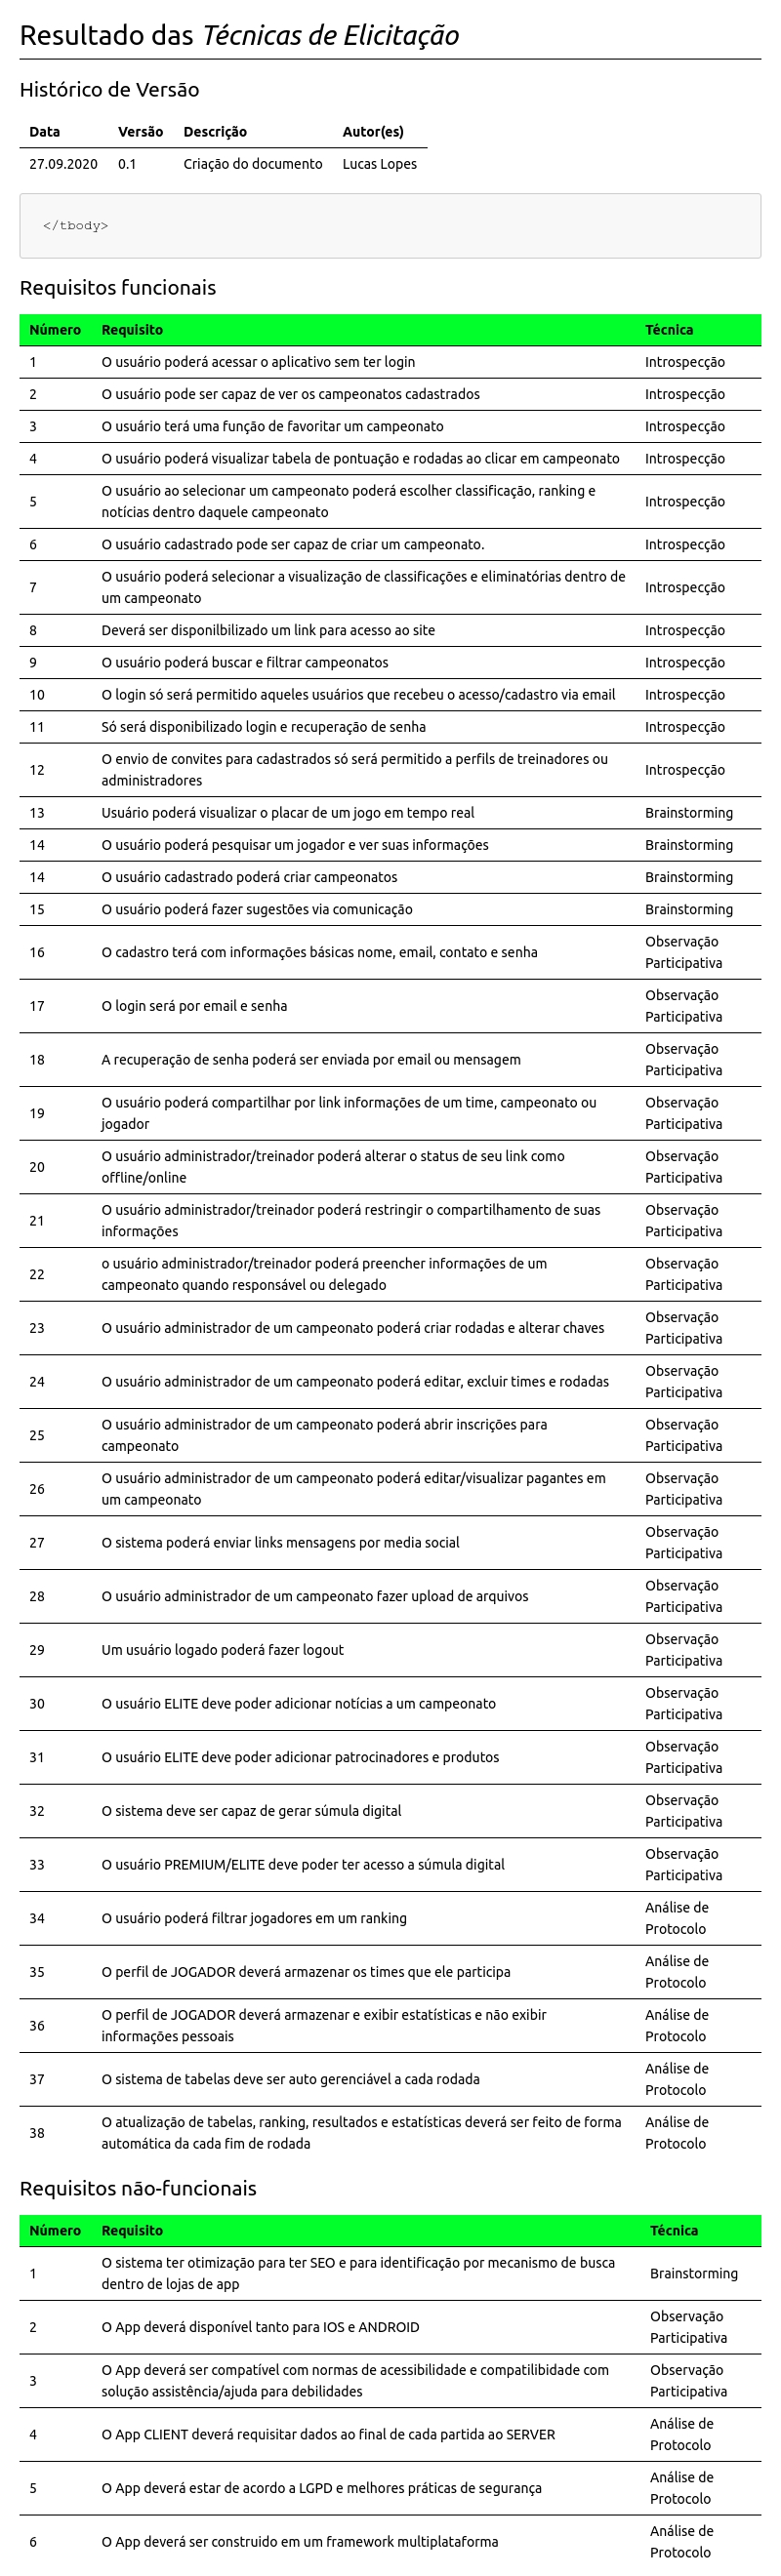 Resultado das Técnicas de Elicitação
Histórico de Versão
Data Versão Descrição Autor(es)
27.09.2020 0.1 Criação do documento Lucas Lopes
</tbody>
Requisitos funcionais
Número Requisito Técnica
1 O usuário poderá acessar o aplicativo sem ter login Introspecção
2 O usuário pode ser capaz de ver os campeonatos cadastrados Introspecção
3 O usuário terá uma função de favoritar um campeonato Introspecção
4 O usuário poderá visualizar tabela de pontuação e rodadas ao clicar em campeonato Introspecção
5 O usuário ao selecionar um campeonato poderá escolher classificação, ranking e
notícias dentro daquele campeonato Introspecção
6 O usuário cadastrado pode ser capaz de criar um campeonato. Introspecção
7 O usuário poderá selecionar a visualização de classificações e eliminatórias dentro de
um campeonato Introspecção
8 Deverá ser disponilbilizado um link para acesso ao site Introspecção
9 O usuário poderá buscar e filtrar campeonatos Introspecção
10 O login só será permitido aqueles usuários que recebeu o acesso/cadastro via email Introspecção
11 Só será disponibilizado login e recuperação de senha Introspecção
12 O envio de convites para cadastrados só será permitido a perfils de treinadores ou
administradores Introspecção
13 Usuário poderá visualizar o placar de um jogo em tempo real Brainstorming
14 O usuário poderá pesquisar um jogador e ver suas informações Brainstorming
14 O usuário cadastrado poderá criar campeonatos Brainstorming
15 O usuário poderá fazer sugestões via comunicação Brainstorming
16 O cadastro terá com informações básicas nome, email, contato e senha Observação
Participativa
17 O login será por email e senha Observação
Participativa
18 A recuperação de senha poderá ser enviada por email ou mensagem Observação
Participativa
19 O usuário poderá compartilhar por link informações de um time, campeonato ou Observação
jogador Participativa
20 O usuário administrador/treinador poderá alterar o status de seu link como Observação
offline/online Participativa
21 O usuário administrador/treinador poderá restringir o compartilhamento de suas Observação
informações Participativa
22 o usuário administrador/treinador poderá preencher informações de um Observação
campeonato quando responsável ou delegado Participativa
23 O usuário administrador de um campeonato poderá criar rodadas e alterar chaves Observação
Participativa
24 O usuário administrador de um campeonato poderá editar, excluir times e rodadas Observação
Participativa
25 O usuário administrador de um campeonato poderá abrir inscrições para Observação
campeonato Participativa
26 O usuário administrador de um campeonato poderá editar/visualizar pagantes em Observação
um campeonato Participativa
27 O sistema poderá enviar links mensagens por media social Observação
Participativa
28 O usuário administrador de um campeonato fazer upload de arquivos Observação
Participativa
29 Um usuário logado poderá fazer logout Observação
Participativa
30 O usuário ELITE deve poder adicionar notícias a um campeonato Observação
Participativa
31 O usuário ELITE deve poder adicionar patrocinadores e produtos Observação
Participativa
32 O sistema deve ser capaz de gerar súmula digital Observação
Participativa
33 O usuário PREMIUM/ELITE deve poder ter acesso a súmula digital Observação
Participativa
34 O usuário poderá filtrar jogadores em um ranking Análise de
Protocolo
35 O perfil de JOGADOR deverá armazenar os times que ele participa Análise de
Protocolo
36 O perfil de JOGADOR deverá armazenar e exibir estatísticas e não exibir Análise de
informações pessoais Protocolo
37 O sistema de tabelas deve ser auto gerenciável a cada rodada Análise de
Protocolo
38 O atualização de tabelas, ranking, resultados e estatísticas deverá ser feito de forma Análise de
automática da cada fim de rodada Protocolo
Requisitos não-funcionais
Número Requisito Técnica
1 O sistema ter otimização para ter SEO e para identificação por mecanismo de busca
dentro de lojas de app Brainstorming
2 O App deverá disponível tanto para IOS e ANDROID Observação
Participativa
3 O App deverá ser compatível com normas de acessibilidade e compatilibidade com Observação
solução assistência/ajuda para debilidades Participativa
4 O App CLIENT deverá requisitar dados ao final de cada partida ao SERVER Análise de
Protocolo
5 O App deverá estar de acordo a LGPD e melhores práticas de segurança Análise de
Protocolo
6 O App deverá ser construido em um framework multiplataforma Análise de
Protocolo